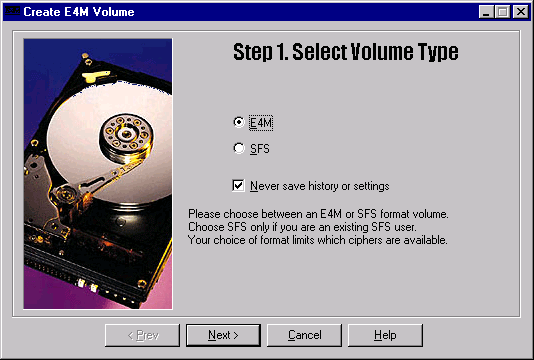 Create E4M Volume
Step 1. Select Volume Type
E4M
SFS
Never save history or settings
Please choose between an E4M or SFS format volume.
Choose SFS only if you are an existing SFS user.
Your choice of format limits which ciphers are available.
< Prev
Next >
Cancel
Help